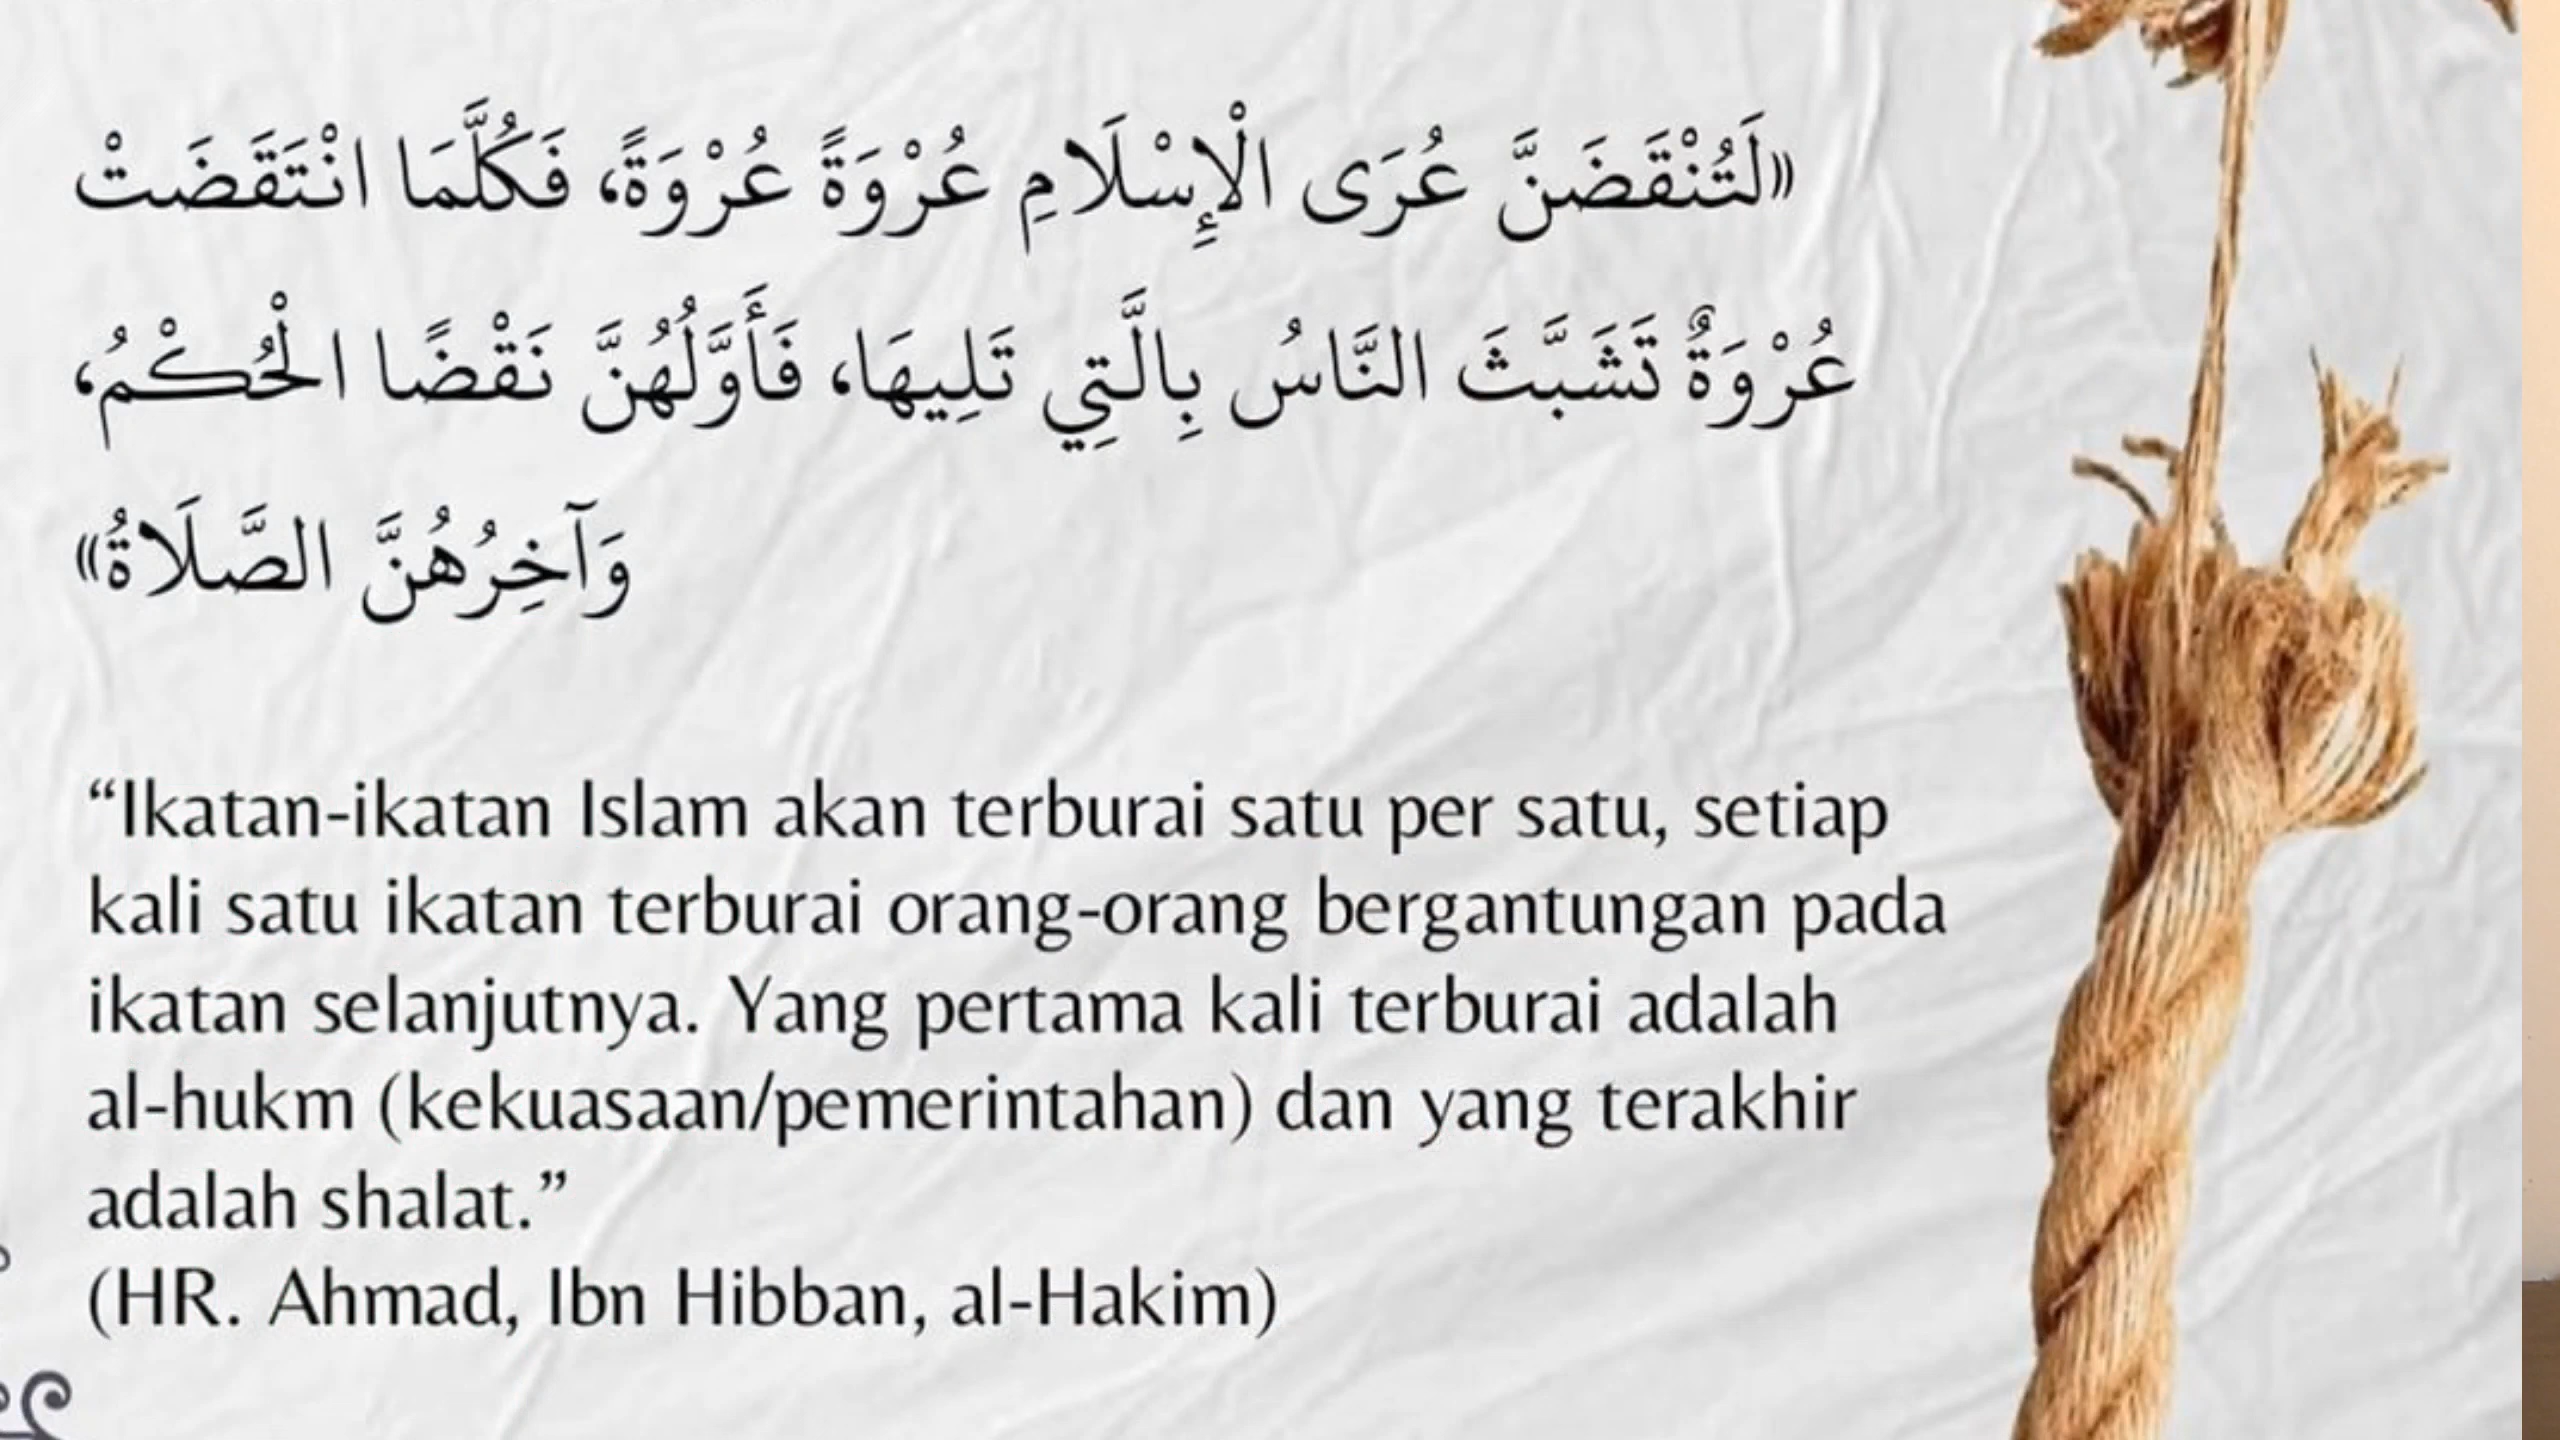 «لَتُنْقَضَنَّ عُرَى الْإِسْلَامِ عُرْوَةً عُرْوَةً، فَكُلَّمَا انْتَقَضَتْ
عُرْوَةٌ تَشَبَّثَ النَّاسُ بِالَّتِي تَلِيهَا، فَأَوَّلُهُنَّ نَقْضًا الْحُكْمُ،
وَآخِرُهُنَّ الصَّلَاةُ»
“Ikatan-ikatan Islam akan terburai satu per satu, setiap
kali satu ikatan terburai orang-orang bergantungan pada
ikatan selanjutnya. Yang pertama kali terburai adalah
al-hukm (kekuasaan/pemerintahan) dan yang terakhir
adalah shalat.”
(HR. Ahmad, Ibn Hibban, al-Hakim)